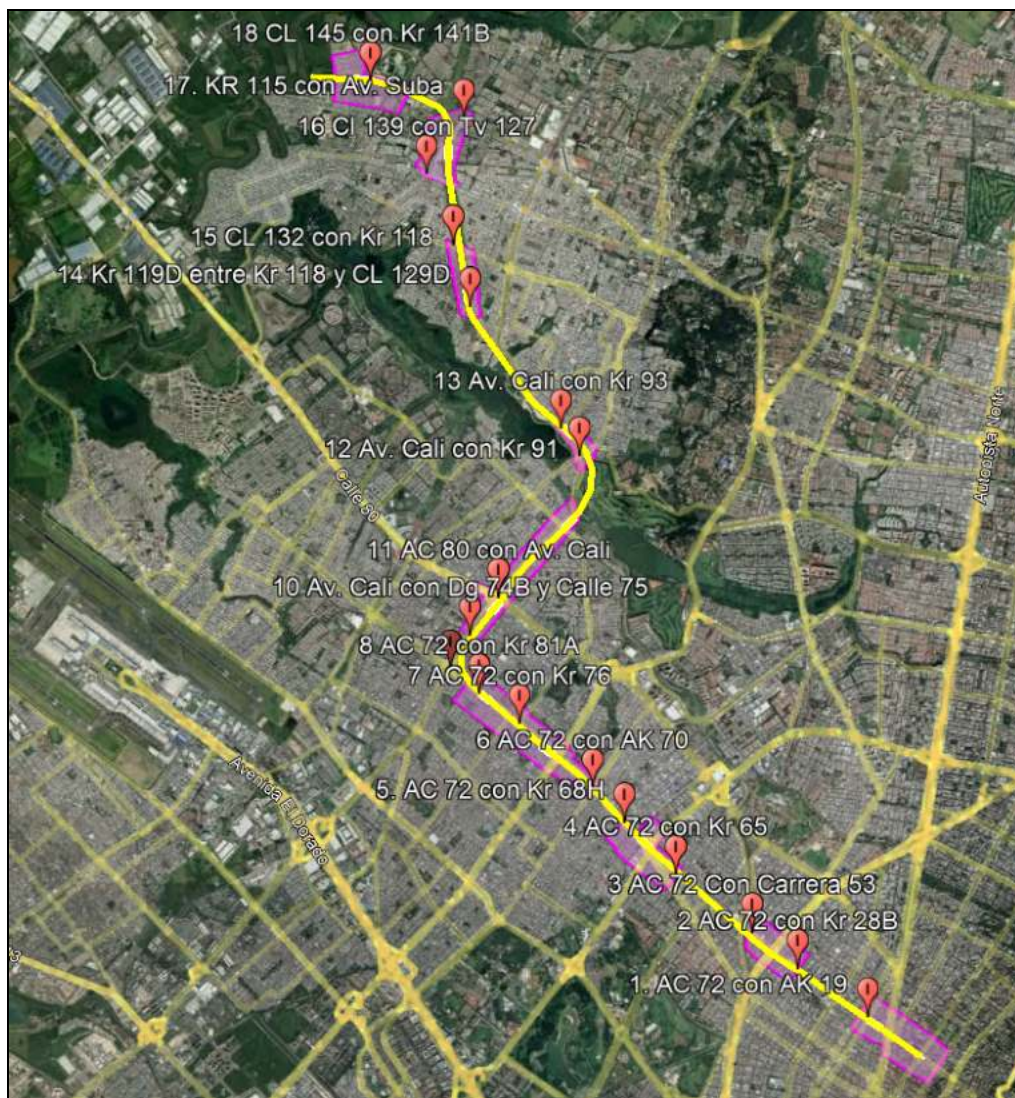 18 CL 145 con Kr 141B
17. KR 115 con Av. Suba
16 Cl 139 con Tv 127
15 CL 132 con Kr 118
14 Kr 119D entre Kr 118 y CL 129D
13 Av. Cali con Kr 93
12 Av. Cali con Kr 91
Autopista Norte
Calle 80
11 AC 80 con Av. Cali
10 Av. Cali con Dg 74B y Calle 75
8 AC 72 con Kr 81A
7 AC 72 con Kr 76
6 AC 72 con AK 70
Avenida El Dorado
5. AC 72 con Kr 68H
4 AC 72 con Kr 65
3 AC 72 Con Carrera 53
2 AC 72 con Kr 28B
1. AC 72 con AK 19